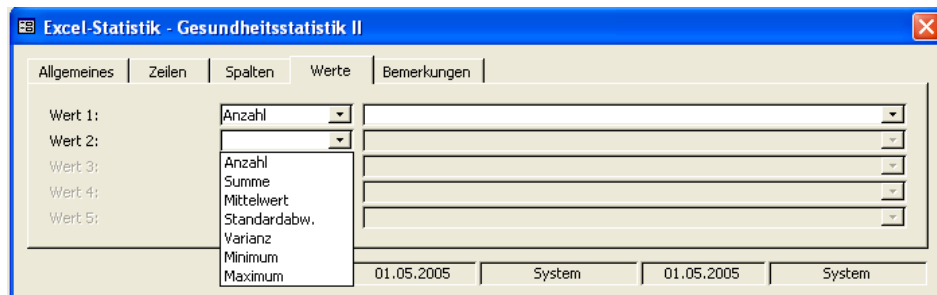 Excel-Statistik - Gesundheitsstatistik II
Allgemeines Zeilen Spalten Werte Bemerkungen
Wert 1: Anzahl
Wert 2:
Wert 3:
Wert 4:
Wert 5:
Anzahl
Summe
Mittelwert
Standardabw.
Varianz
Minimum
Maximum
01.05.2005 System 01.05.2005 System